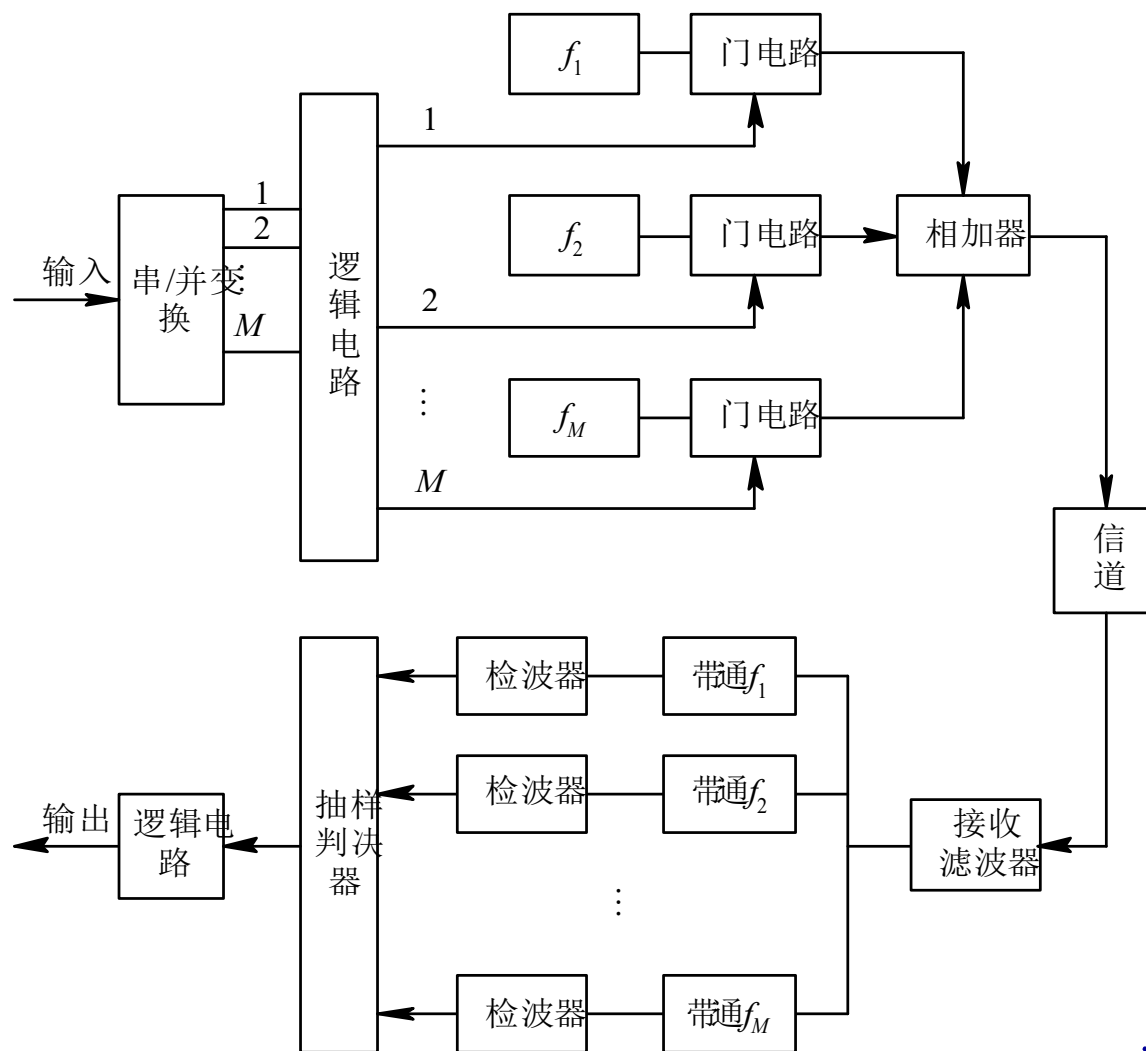 f1
门电路
1
1
2
⋮
M
输入
串/并变
换
逻
辑
电
路
f2
门电路
相加器
2
⋮
fM
门电路
M
信
道
检波器
带通f1
检波器
带通f2
输出
逻辑电
路
抽样
判决
器
接收
滤波器
⋮
检波器
带通fM